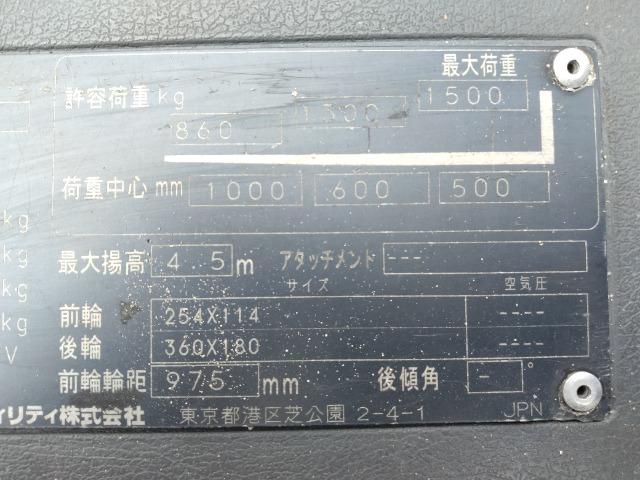 最大荷重
許容荷重 kg 860 1300 1500
荷重中心 mm 1000 600 500
kg
kg
最大揚高 4.5 m アタッチメント ---
kg
サイズ 空気圧
kg
前輪 254X114 ----
V
後輪 360X180 ----
前輪輪距 975 mm 後傾角 - °
ィリティ株式会社 東京都港区芝公園 2-4-1 JPN